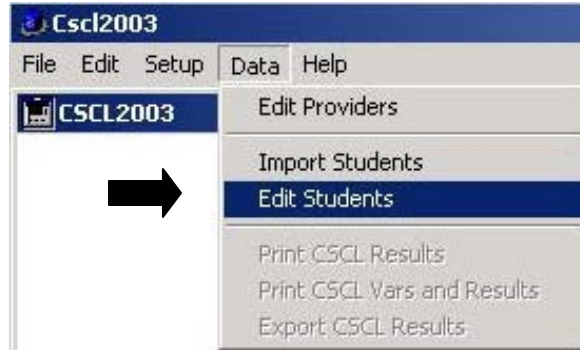 Cscl2003
File Edit Setup Data Help
CSCL2003
Edit Providers
Import Students
Edit Students
Print CSCL Results
Print CSCL Vars and Results
Export CSCL Results